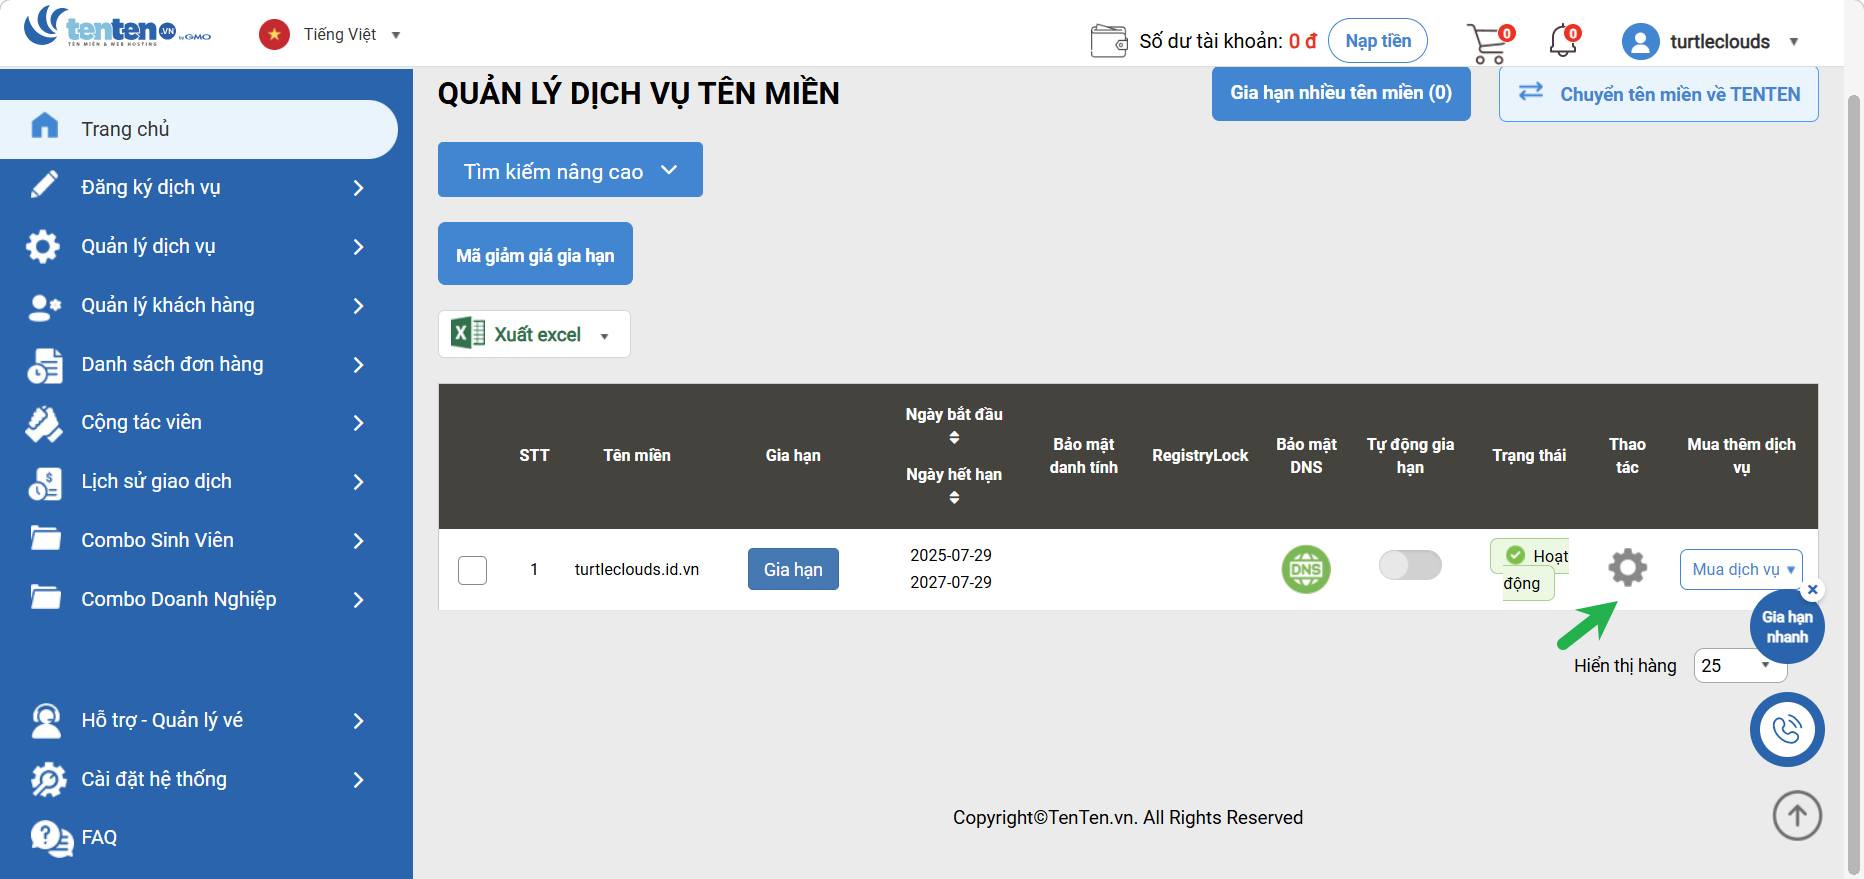 tenten.VN
by GMO
TÊN MIỀN & WEB HOSTING
Tiếng Việt
Số dư tài khoản: 0 đ
Nạp tiền
0
0
turtleclouds
Trang chủ
Đăng ký dịch vụ
Quản lý dịch vụ
Quản lý khách hàng
Danh sách đơn hàng
Cộng tác viên
Lịch sử giao dịch
Combo Sinh Viên
Combo Doanh Nghiệp
Hỗ trợ - Quản lý vé
Cài đặt hệ thống
FAQ
QUẢN LÝ DỊCH VỤ TÊN MIỀN
Gia hạn nhiều tên miền (0)
Chuyển tên miền về TENTEN
Tìm kiếm nâng cao
Mã giảm giá gia hạn
Xuất excel
STT
Tên miền
Gia hạn
Ngày bắt đầu
Ngày hết hạn
Bảo mật
danh tính
RegistryLock
Bảo mật
DNS
Tự động gia
hạn
Trạng thái
Thao
tác
Mua thêm dịch
vụ
1
turtleclouds.id.vn
Gia hạn
2025-07-29
2027-07-29
DNS
Hoạt
động
Mua dịch vụ
Gia hạn
nhanh
Hiển thị hàng
25
Copyright©TenTen.vn. All Rights Reserved